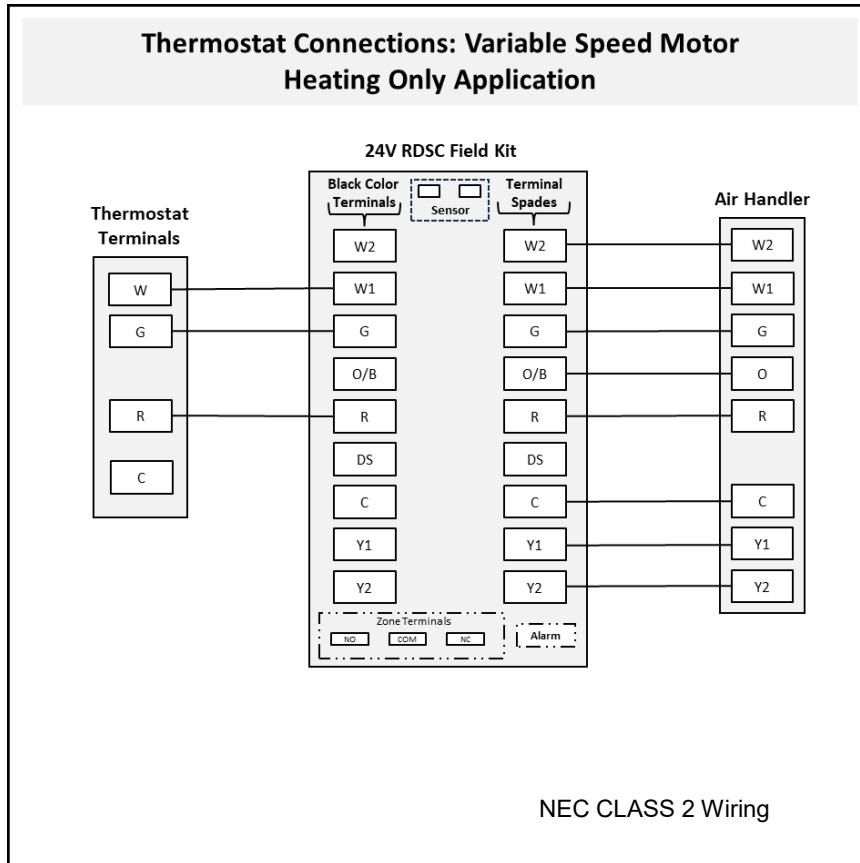 Thermostat Connections: Variable Speed Motor
Heating Only Application
24V RDSC Field Kit
Black Color
Terminals
Sensor
Terminal
Spades
Thermostat
Terminals
Air Handler
W2
W2
W2
W
W1
W1
W1
G
G
G
G
O/B
O/B
O
R
R
R
R
DS
DS
C
C
C
C
Y1
Y1
Y1
Y2
Y2
Y2
Zone Terminals
NO
COM
NC
Alarm
NEC CLASS 2 Wiring